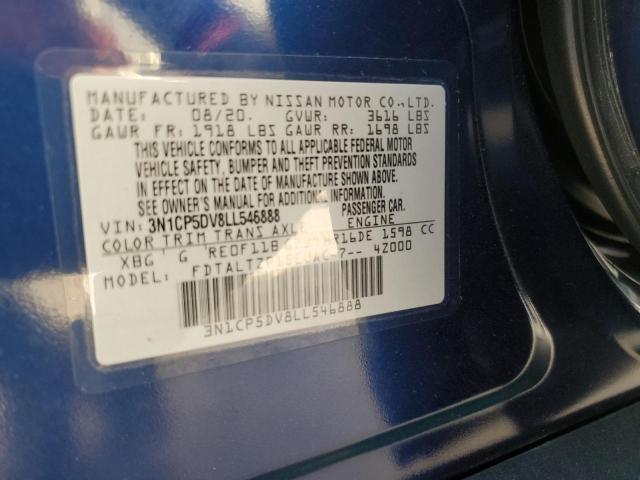 MANUFACTURED BY NISSAN MOTOR CO.,LTD.
DATE: 08/20. GVWR: 3616 LBS
GAWR FR: 1918 LBS GAWR RR: 1698 LBS
THIS VEHICLE CONFORMS TO ALL APPLICABLE FEDERAL MOTOR
VEHICLE SAFETY, BUMPER AND THEFT PREVENTION STANDARDS
IN EFFECT ON THE DATE OF MANUFACTURE SHOWN ABOVE.
SEE OWNER'S MANUAL FOR ADDITIONAL INFORMATION.
VIN: 3N1CP5DV8LL546888 PASSENGER CAR.
COLOR TRIM TRANS AXLE ENGINE
XBG G RE0F11B HR16DE 1598 CC
MODEL: 42000
3N1CP5DV8LL546888